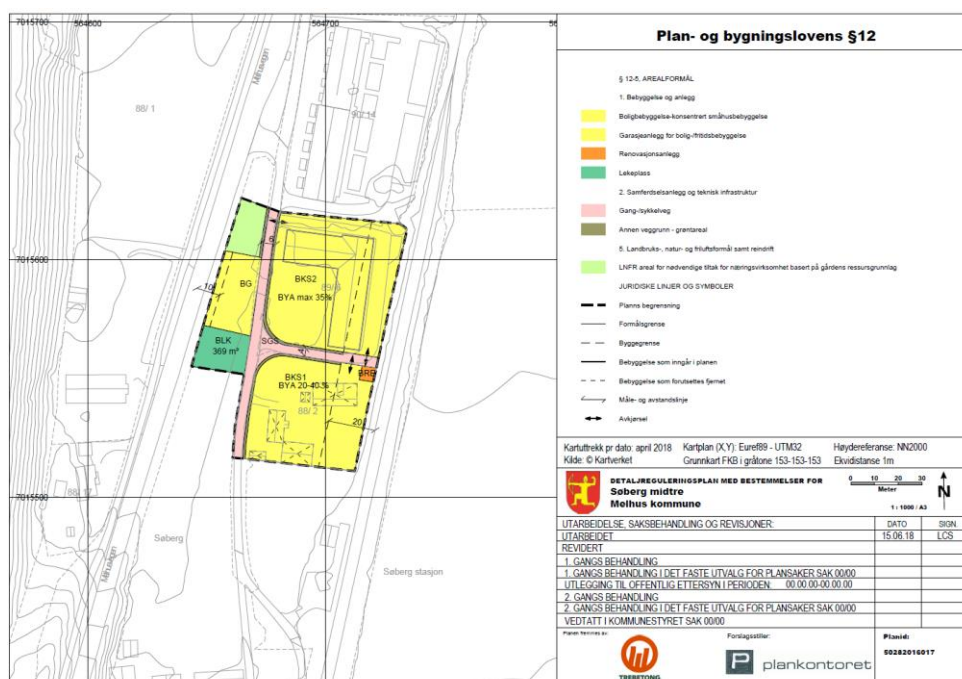 7015700
564600
564700
Måsvegen
88/ 1
90/ 14
7015600
BG
BKS2
BYA max 35%
BLK
369 m²
SGS
BRE
BKS1
BYA 20-40 %
88/ 2
20
10
7015500
Søberg
Søberg stasjon
Plan- og bygningslovens §12
§ 12-5, AREALFORMÅL
1. Bebyggelse og anlegg
Boligbebyggelse-konsentrert småhusbebyggelse
Garasjeanlegg for bolig-/fritidsbebyggelse
Renovasjonsanlegg
Lekeplass
2. Samferdselsanlegg og teknisk infrastruktur
Gang-/sykkelveg
Annen veggrunn - grøntareal
5. Landbruks-, natur- og friluftsformål samt reindrift
LNFR areal for nødvendige tiltak for næringsvirksomhet basert på gårdens ressursgrunnlag
JURIDISKE LINJER OG SYMBOLER
Planns begrensning
Formålsgrense
Byggegrense
Bebyggelse som inngår i planen
Bebyggelse som forutsettes fjernet
Måle- og avstandslinje
Avkjørsel
Kartuttrekk pr dato: april 2018 Kartplan (X,Y): Euref89 - UTM32 Høydereferanse: NN2000
Kilde: © Kartverket Grunnkart FKB i gråtone 153-153-153 Ekvidistanse 1m
DETALJREGULERINGSPLAN MED BESTEMMELSER FOR
Søberg midtre
Melhus kommune
0 10 20 30
Meter
N
1 : 1000 / A3
UTARBEIDELSE, SAKSBEHANDLING OG REVISJONER: DATO SIGN.
UTARBEIDET 15.06.18 LCS
REVIDERT
1. GANGS BEHANDLING
1. GANGS BEHANDLING I DET FASTE UTVALG FOR PLANSAKER SAK 00/00
UTLEGGING TIL OFFENTLIG ETTERSYN I PERIODEN: 00.00.00-00.00.00
2. GANGS BEHANDLING
2. GANGS BEHANDLING I DET FASTE UTVALG FOR PLANSAKER SAK 00/00
VEDTATT I KOMMUNESTYRET SAK 00/00
Planen fremmes av:
TREBETONG
Forslagsstiller:
plankontoret
Planid:
50282016017